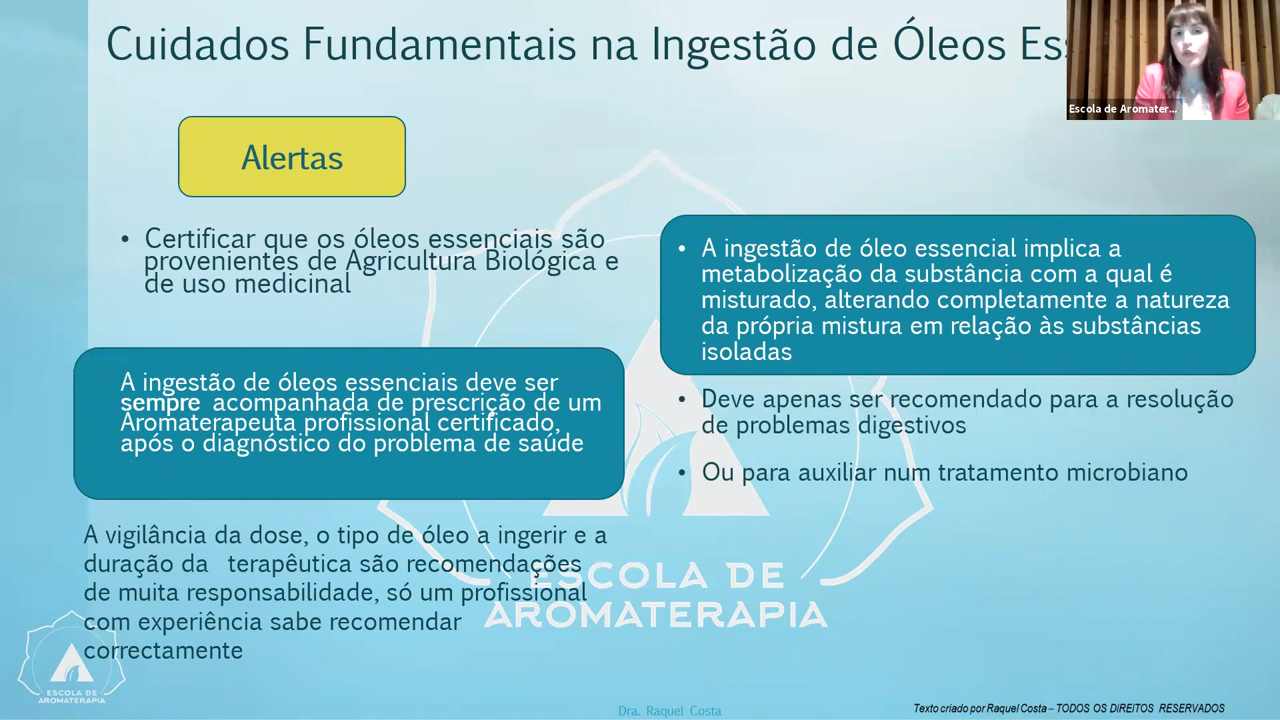 Cuidados Fundamentais na Ingestão de Óleos Es
Escola de Aromater...
Alertas
• Certificar que os óleos essenciais são
provenientes de Agricultura Biológica e
de uso medicinal
A ingestão de óleos essenciais deve ser
sempre acompanhada de prescrição de um
Aromaterapeuta profissional certificado,
após o diagnóstico do problema de saúde
A vigilância da dose, o tipo de óleo a ingerir e a
duração da terapêutica são recomendações
de muita responsabilidade, só um profissional
com experiência sabe recomendar
correctamente
• A ingestão de óleo essencial implica a
metabolização da substância com a qual é
misturado, alterando completamente a natureza
da própria mistura em relação às substâncias
isoladas
• Deve apenas ser recomendado para a resolução
de problemas digestivos
• Ou para auxiliar num tratamento microbiano
ESCOLA DE
AROMATERAPIA
ESCOLA DE
AROMATERAPIA
Dra. Raquel Costa
Texto criado por Raquel Costa – TODOS OS DIREITOS RESERVADOS